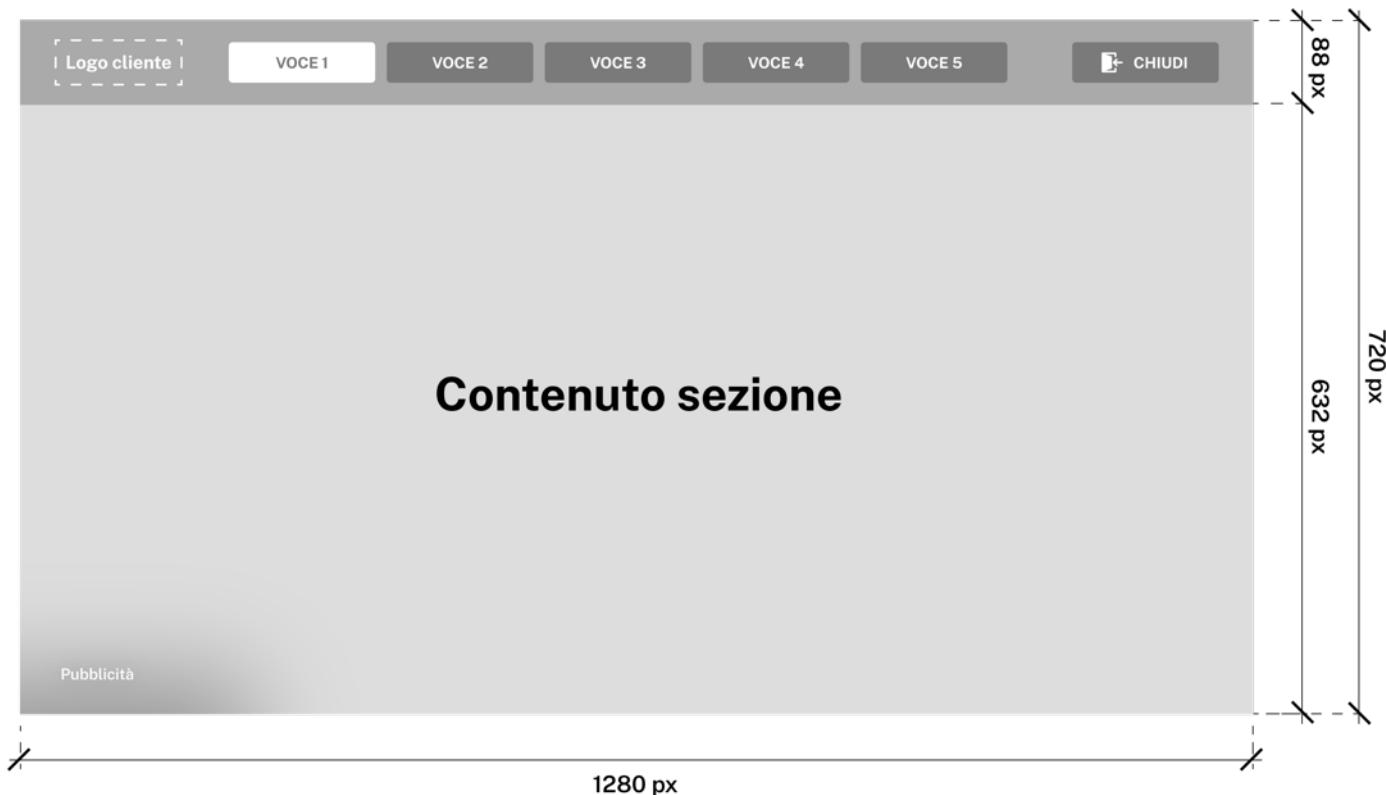 Logo cliente
VOCE 1
VOCE 2
VOCE 3
VOCE 4
VOCE 5
CHIUDI
88 px
Contenuto sezione
632 px
720 px
Pubblicità
1280 px